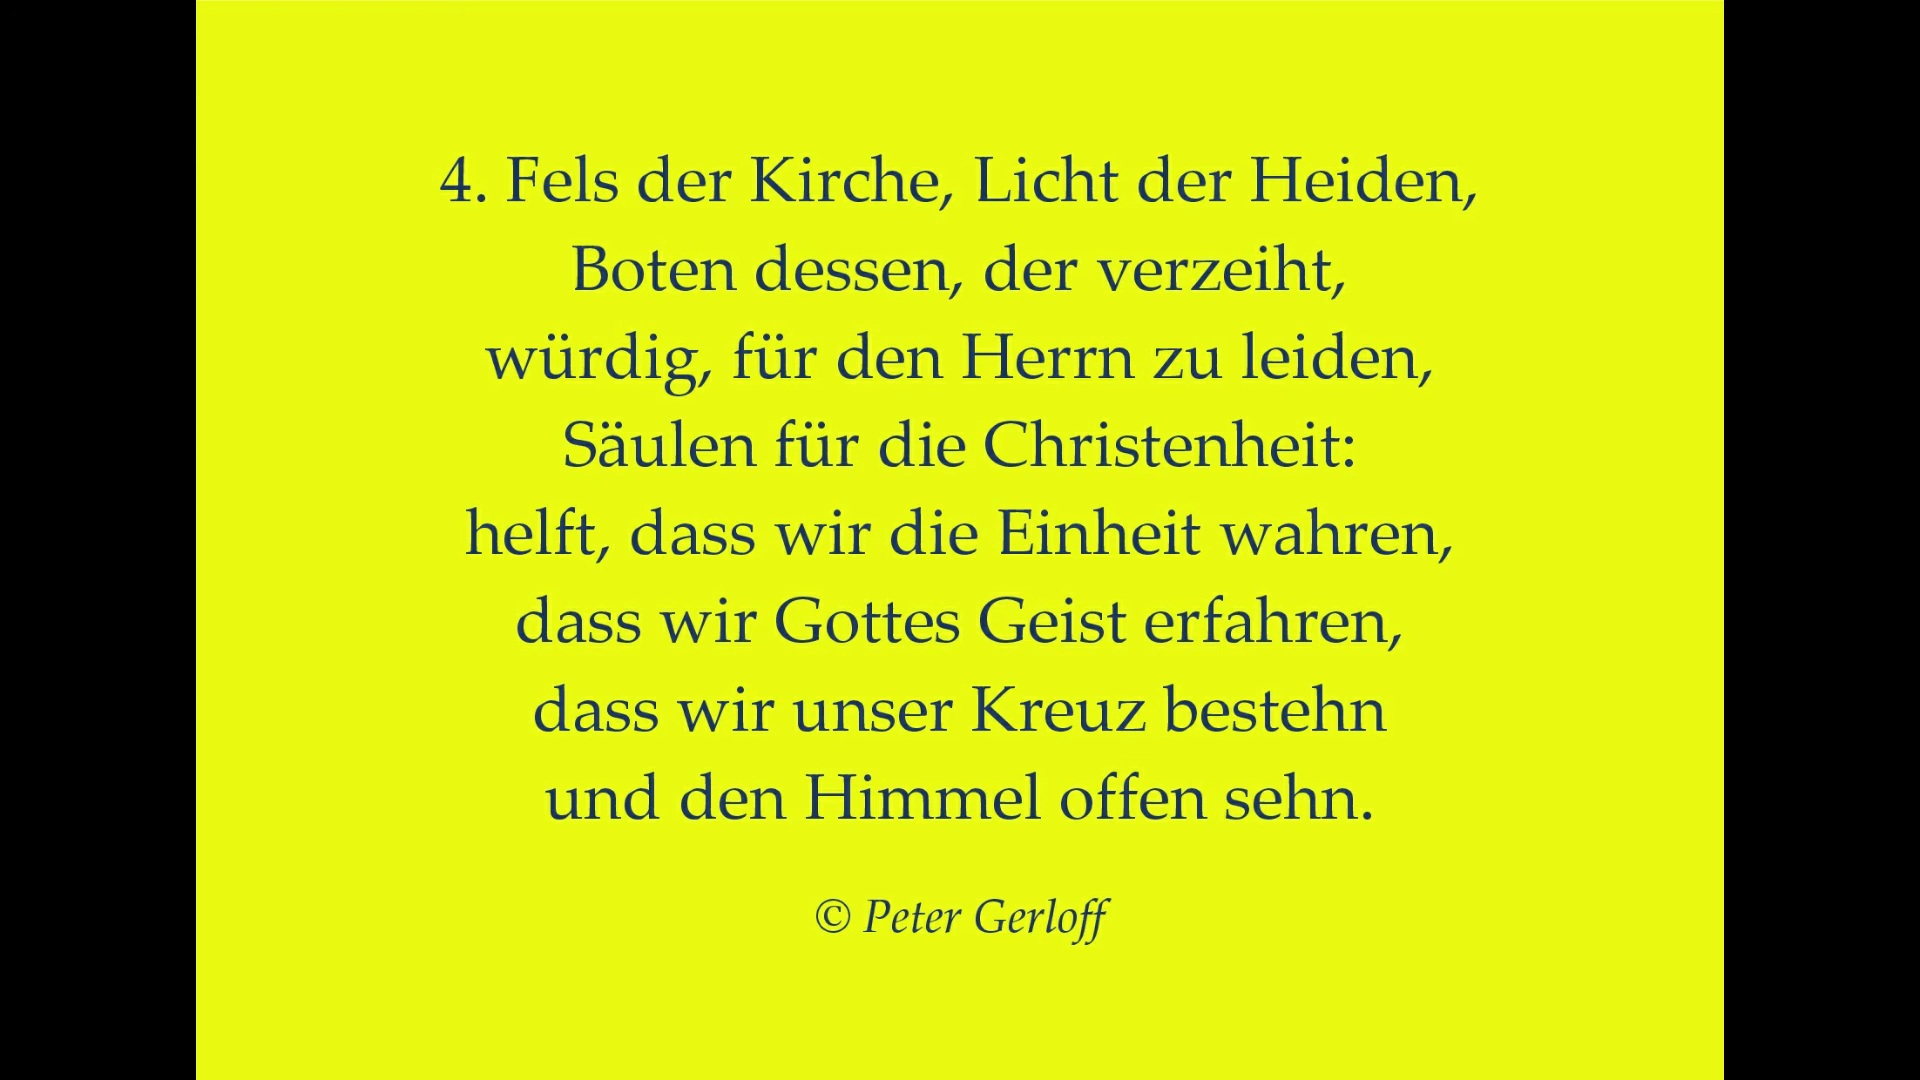 4. Fels der Kirche, Licht der Heiden,
Boten dessen, der verzeiht,
würdig, für den Herrn zu leiden,
Säulen für die Christenheit:
helft, dass wir die Einheit wahren,
dass wir Gottes Geist erfahren,
dass wir unser Kreuz bestehn
und den Himmel offen sehn.
© Peter Gerloff